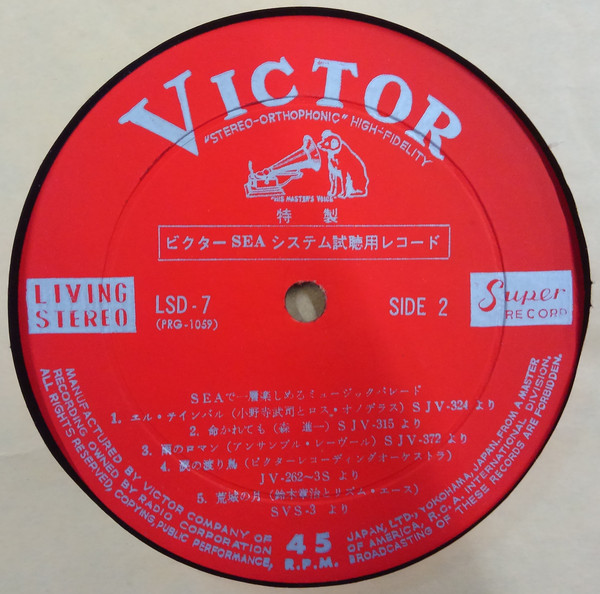 VICTOR
"STEREO-ORTHOPHONIC" HIGH-FIDELITY
"HIS MASTER'S VOICE"
特製
ビクター SEA システム試聴用レコード
LIVING
STEREO
LSD-7
(PRG-1059)
SIDE 2
Super
RECORD
SEAで一層楽しめるミュージックパレード
1. エル・テインバル (小野寺武司とロス・オノデラス) SJV-324 より
2. 命かれても (森 進一) SJV-315 より
3. 雨のロマン (アンサンブル・レーヴール) SJV-372 より
4. 涙の渡り鳥 (ビクターレコーディングオーケストラ)
JV-262~3S より
5. 荒城の月 (鈴木章治とリズム・エース)
SVS-3 より
45
R.P.M.
MANUFACTURED BY VICTOR COMPANY OF JAPAN, LTD., YOKOHAMA, JAPAN. FROM A MASTER
RECORDING OWNED BY RADIO CORPORATION OF AMERICA, R.C.A. INTERNATIONAL DIVISION.
ALL RIGHTS RESERVED, COPYING, PUBLIC PERFORMANCE, BROADCASTING OF THESE RECORDS ARE FORBIDDEN.